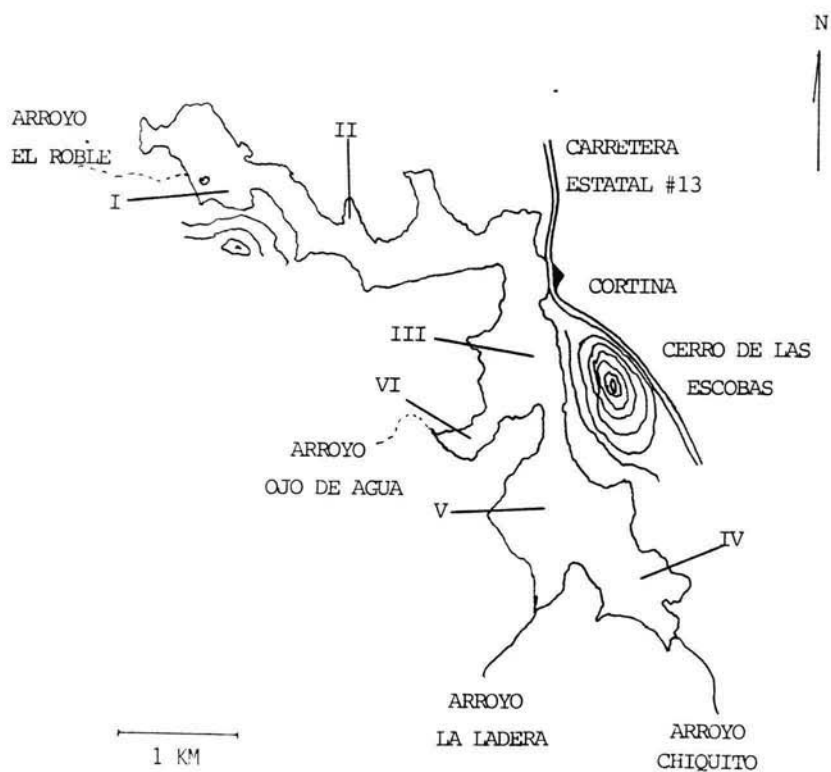 N
ARROYO
EL ROBLE
I
II
CARRETERA
ESTATAL #13
CORTINA
III
CERRO DE LAS
ESCOBAS
VI
ARROYO
OJO DE AGUA
V
IV
ARROYO
LA LADERA
ARROYO
CHIQUITO
1 KM